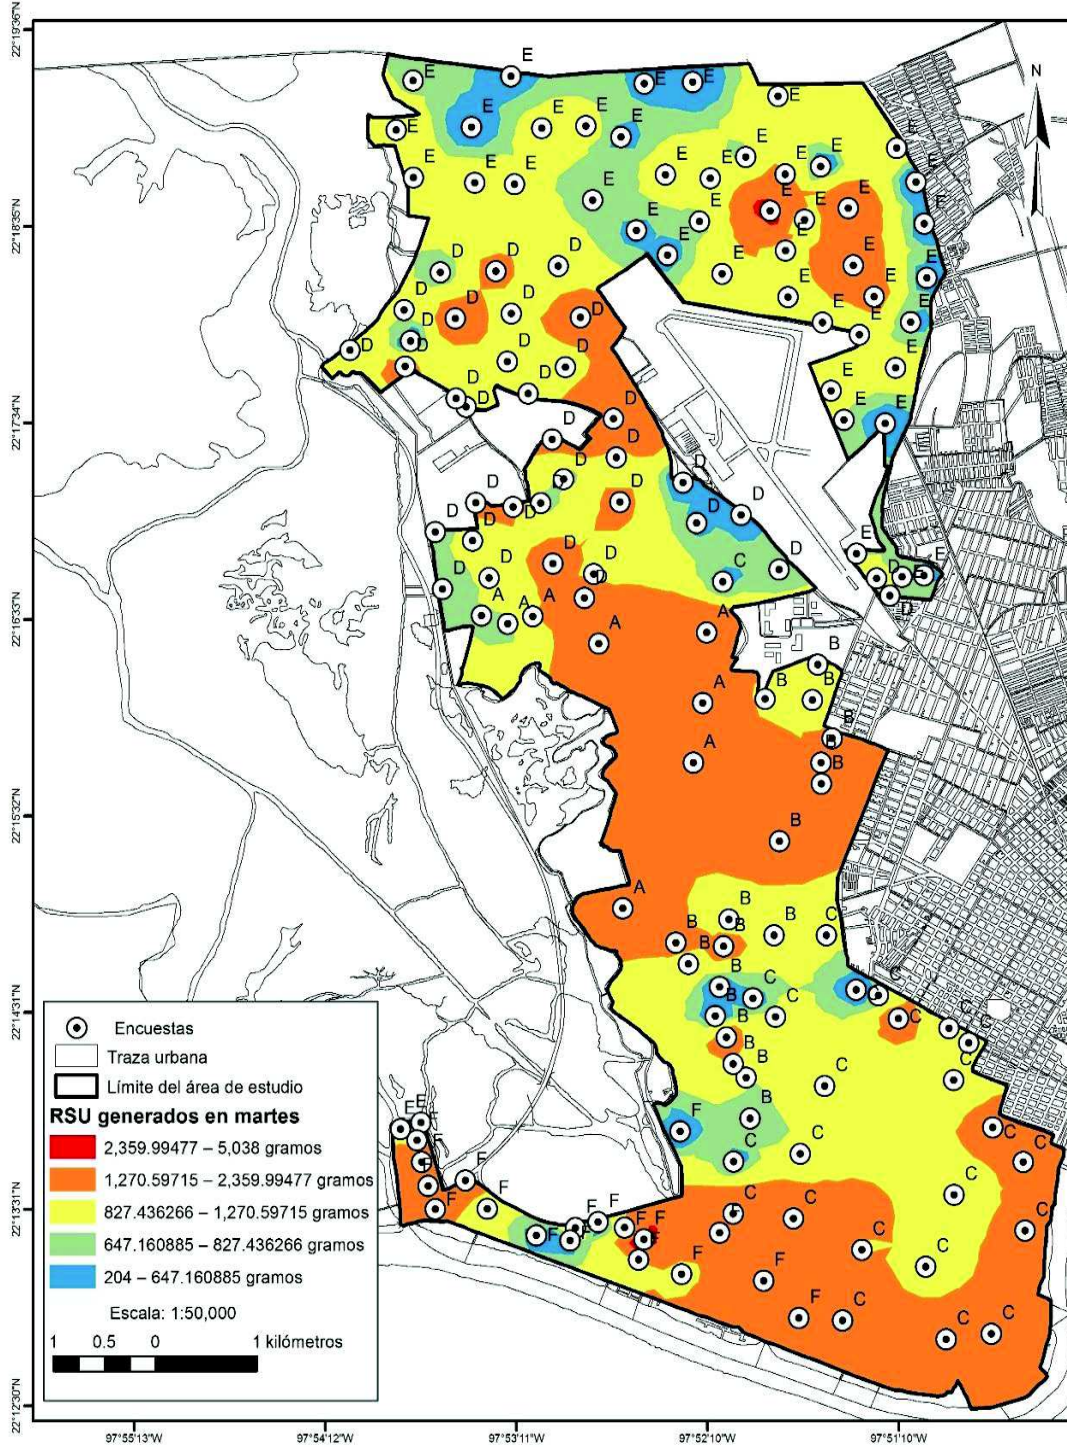 22°19'36"N
22°18'35"N
22°17'34"N
22°16'33"N
22°15'32"N
22°14'31"N
22°13'31"N
22°12'30"N
N
E
E E E E
E E E E E
E E E E E E
E E E E E E
E E E E E
D D D E E E
D D D D E E E
D D D D E
D D D E E
D D D
D D D D
D D D D D E
D D D C D E E
A A A A D
A B
A B B
A B
B
B
A B B C
B B
B C C
B C C C C
B
B C C
F B
E F C C C
F C
F F F F C C
F F F F C
F F C C C
Encuestas
Traza urbana
Límite del área de estudio
RSU generados en martes
2,359.99477 – 5,038 gramos
1,270.59715 – 2,359.99477 gramos
827.436266 – 1,270.59715 gramos
647.160885 – 827.436266 gramos
204 – 647.160885 gramos
Escala: 1:50,000
1 0.5 0 1 kilómetros
97°55'13"W 97°54'12"W 97°53'11"W 97°52'10"W 97°51'10"W